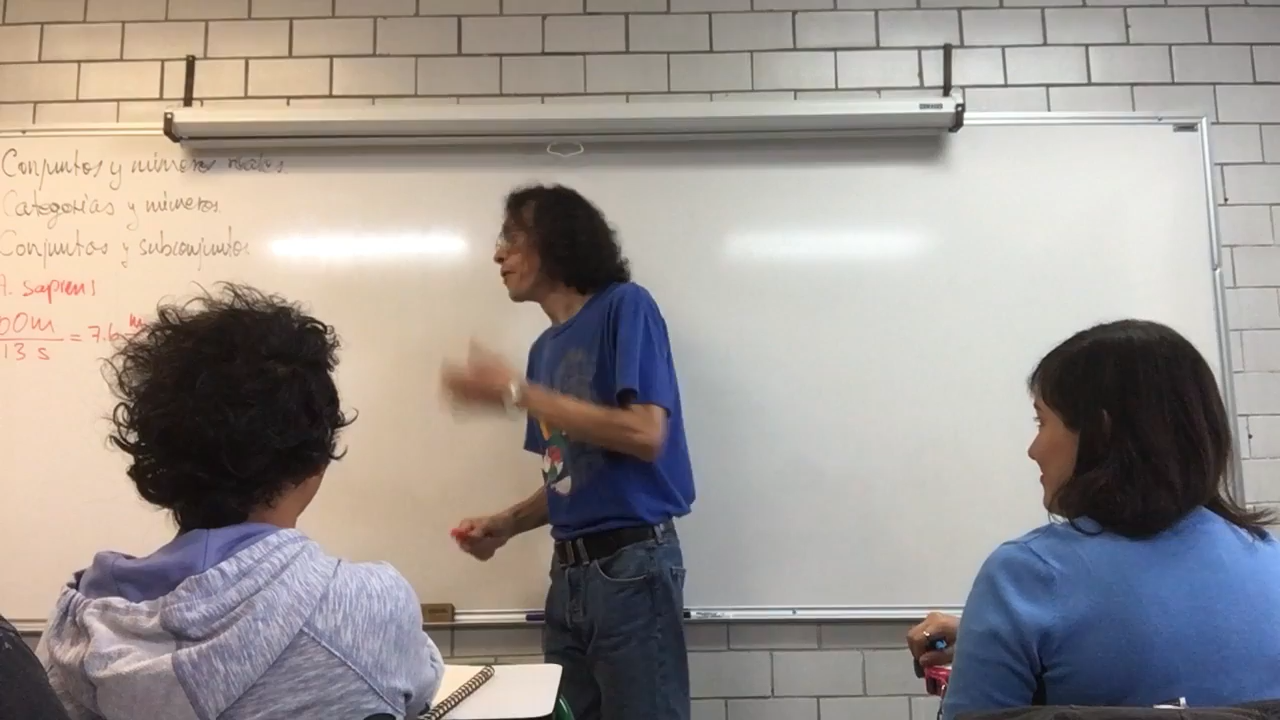 Conjuntos y números reales.
Categorías y números.
Conjuntos y subconjuntos
A. sapiens
00m
13 s
= 7.6 m